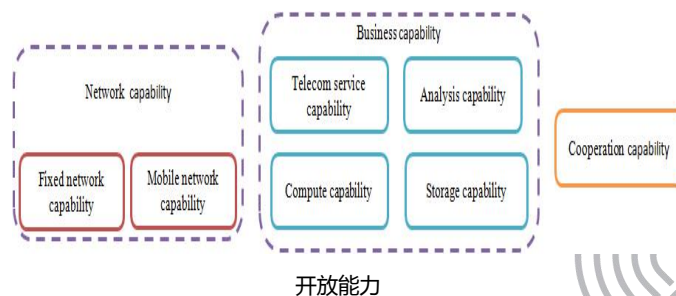 Business capability
Network capability
Telecom service
capability
Analysis capability
Fixed network
capability
Mobile network
capability
Compute capability
Storage capability
Cooperation capability
开放能力